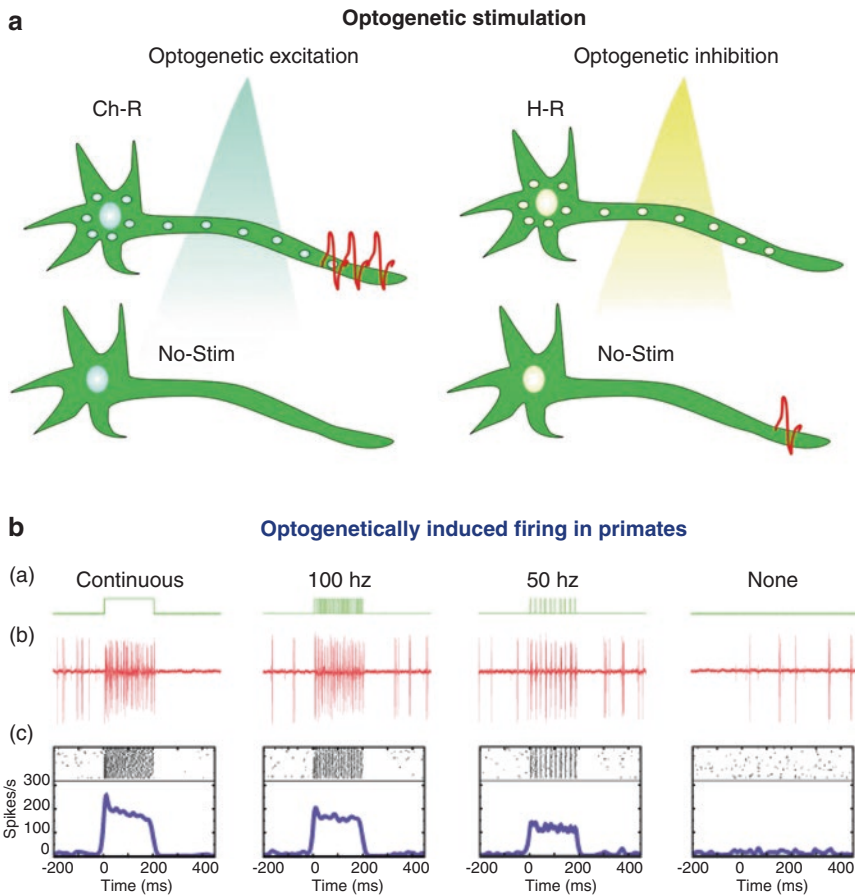 a
Optogenetic stimulation
Optogenetic excitation
Optogenetic inhibition
Ch-R
H-R
No-Stim
No-Stim
b
Optogenetically induced firing in primates
(a)
Continuous
100 hz
50 hz
None
(b)
(c)
Spikes/s
300
200
100
0
-200 0 200 400
-200 0 200 400
-200 0 200 400
-200 0 200 400
Time (ms)
Time (ms)
Time (ms)
Time (ms)